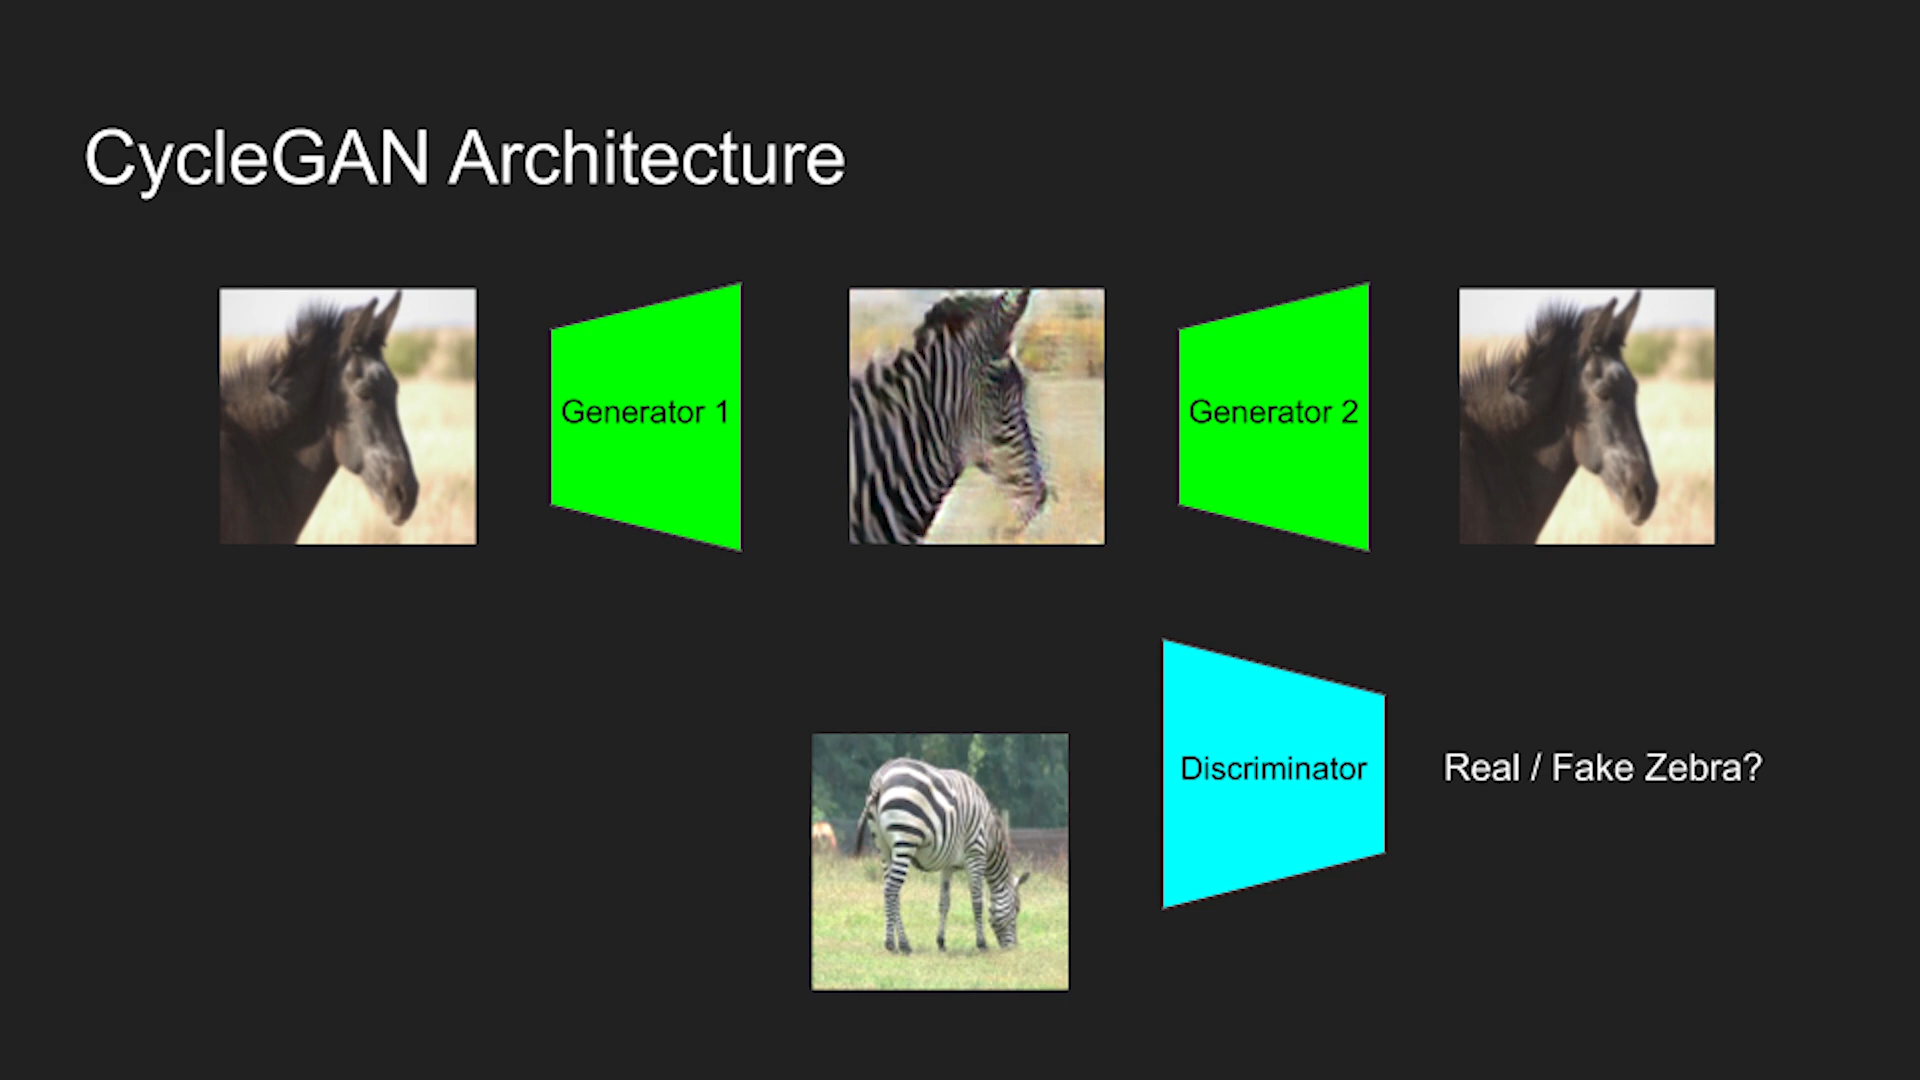 CycleGAN Architecture
Generator 1
Generator 2
Discriminator
Real / Fake Zebra?